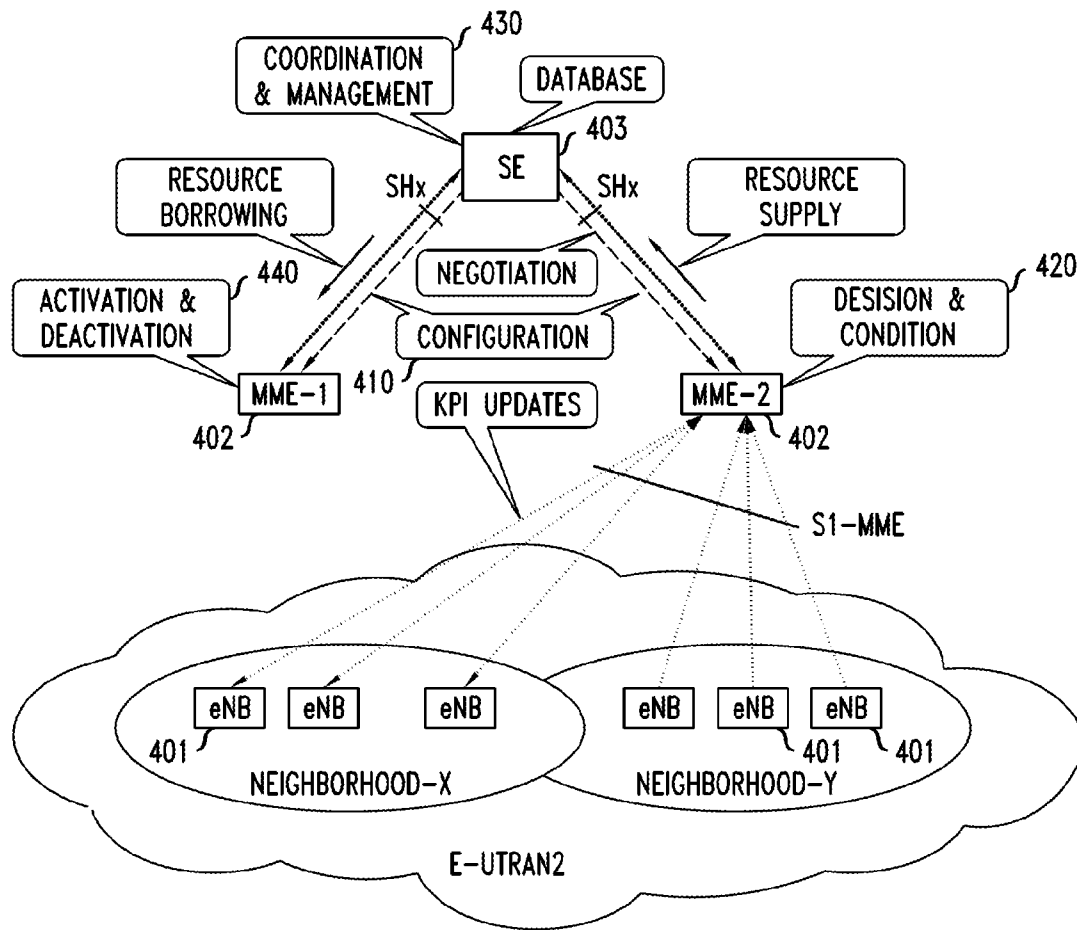 430
COORDINATION
& MANAGEMENT
DATABASE
403
SE
RESOURCE
BORROWING
SHx
SHx
RESOURCE
SUPPLY
440
NEGOTIATION
420
ACTIVATION &
DEACTIVATION
CONFIGURATION
DESISION &
CONDITION
410
MME-1
KPI UPDATES
MME-2
402
402
S1-MME
eNB
eNB
eNB
eNB
eNB
eNB
401
401
401
NEIGHBORHOOD-X
NEIGHBORHOOD-Y
E-UTRAN2